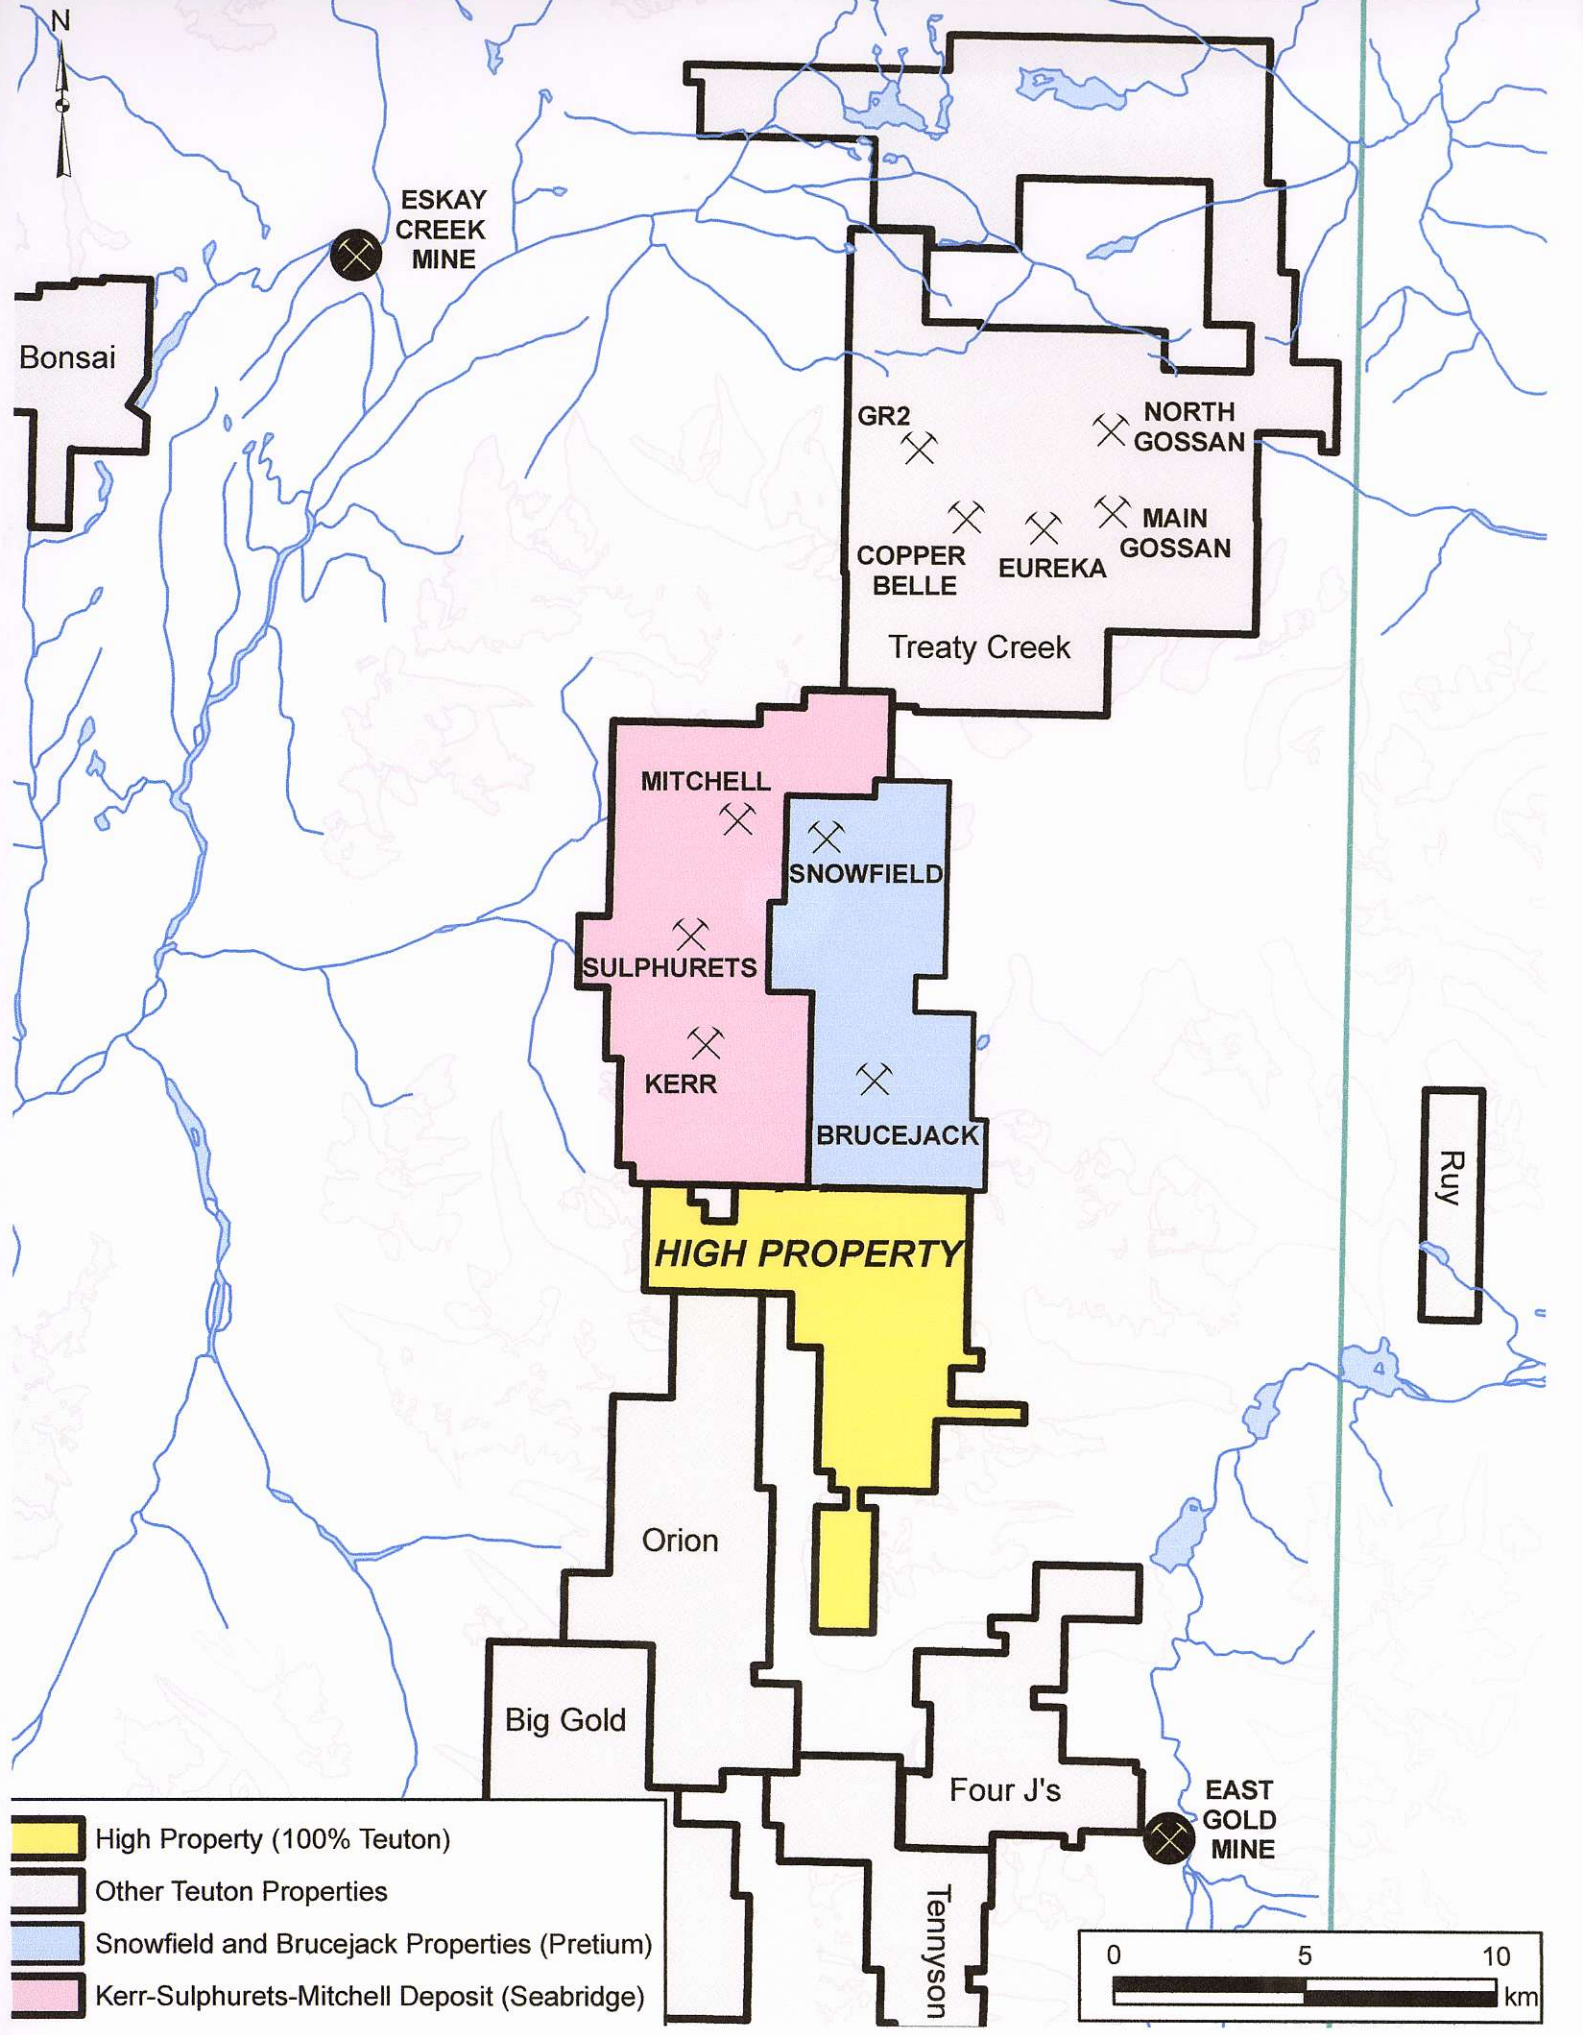 N
ESKAY
CREEK
MINE
Bonsai
GR2
NORTH
GOSSAN
MAIN
GOSSAN
COPPER
BELLE
EUREKA
Treaty Creek
MITCHELL
SNOWFIELD
SULPHURETS
KERR
BRUCEJACK
Ruy
HIGH PROPERTY
Orion
Big Gold
Four J's
EAST
GOLD
MINE
Tennyson
High Property (100% Teuton)
Other Teuton Properties
Snowfield and Brucejack Properties (Pretium)
Kerr-Sulphurets-Mitchell Deposit (Seabridge)
0 5 10
km